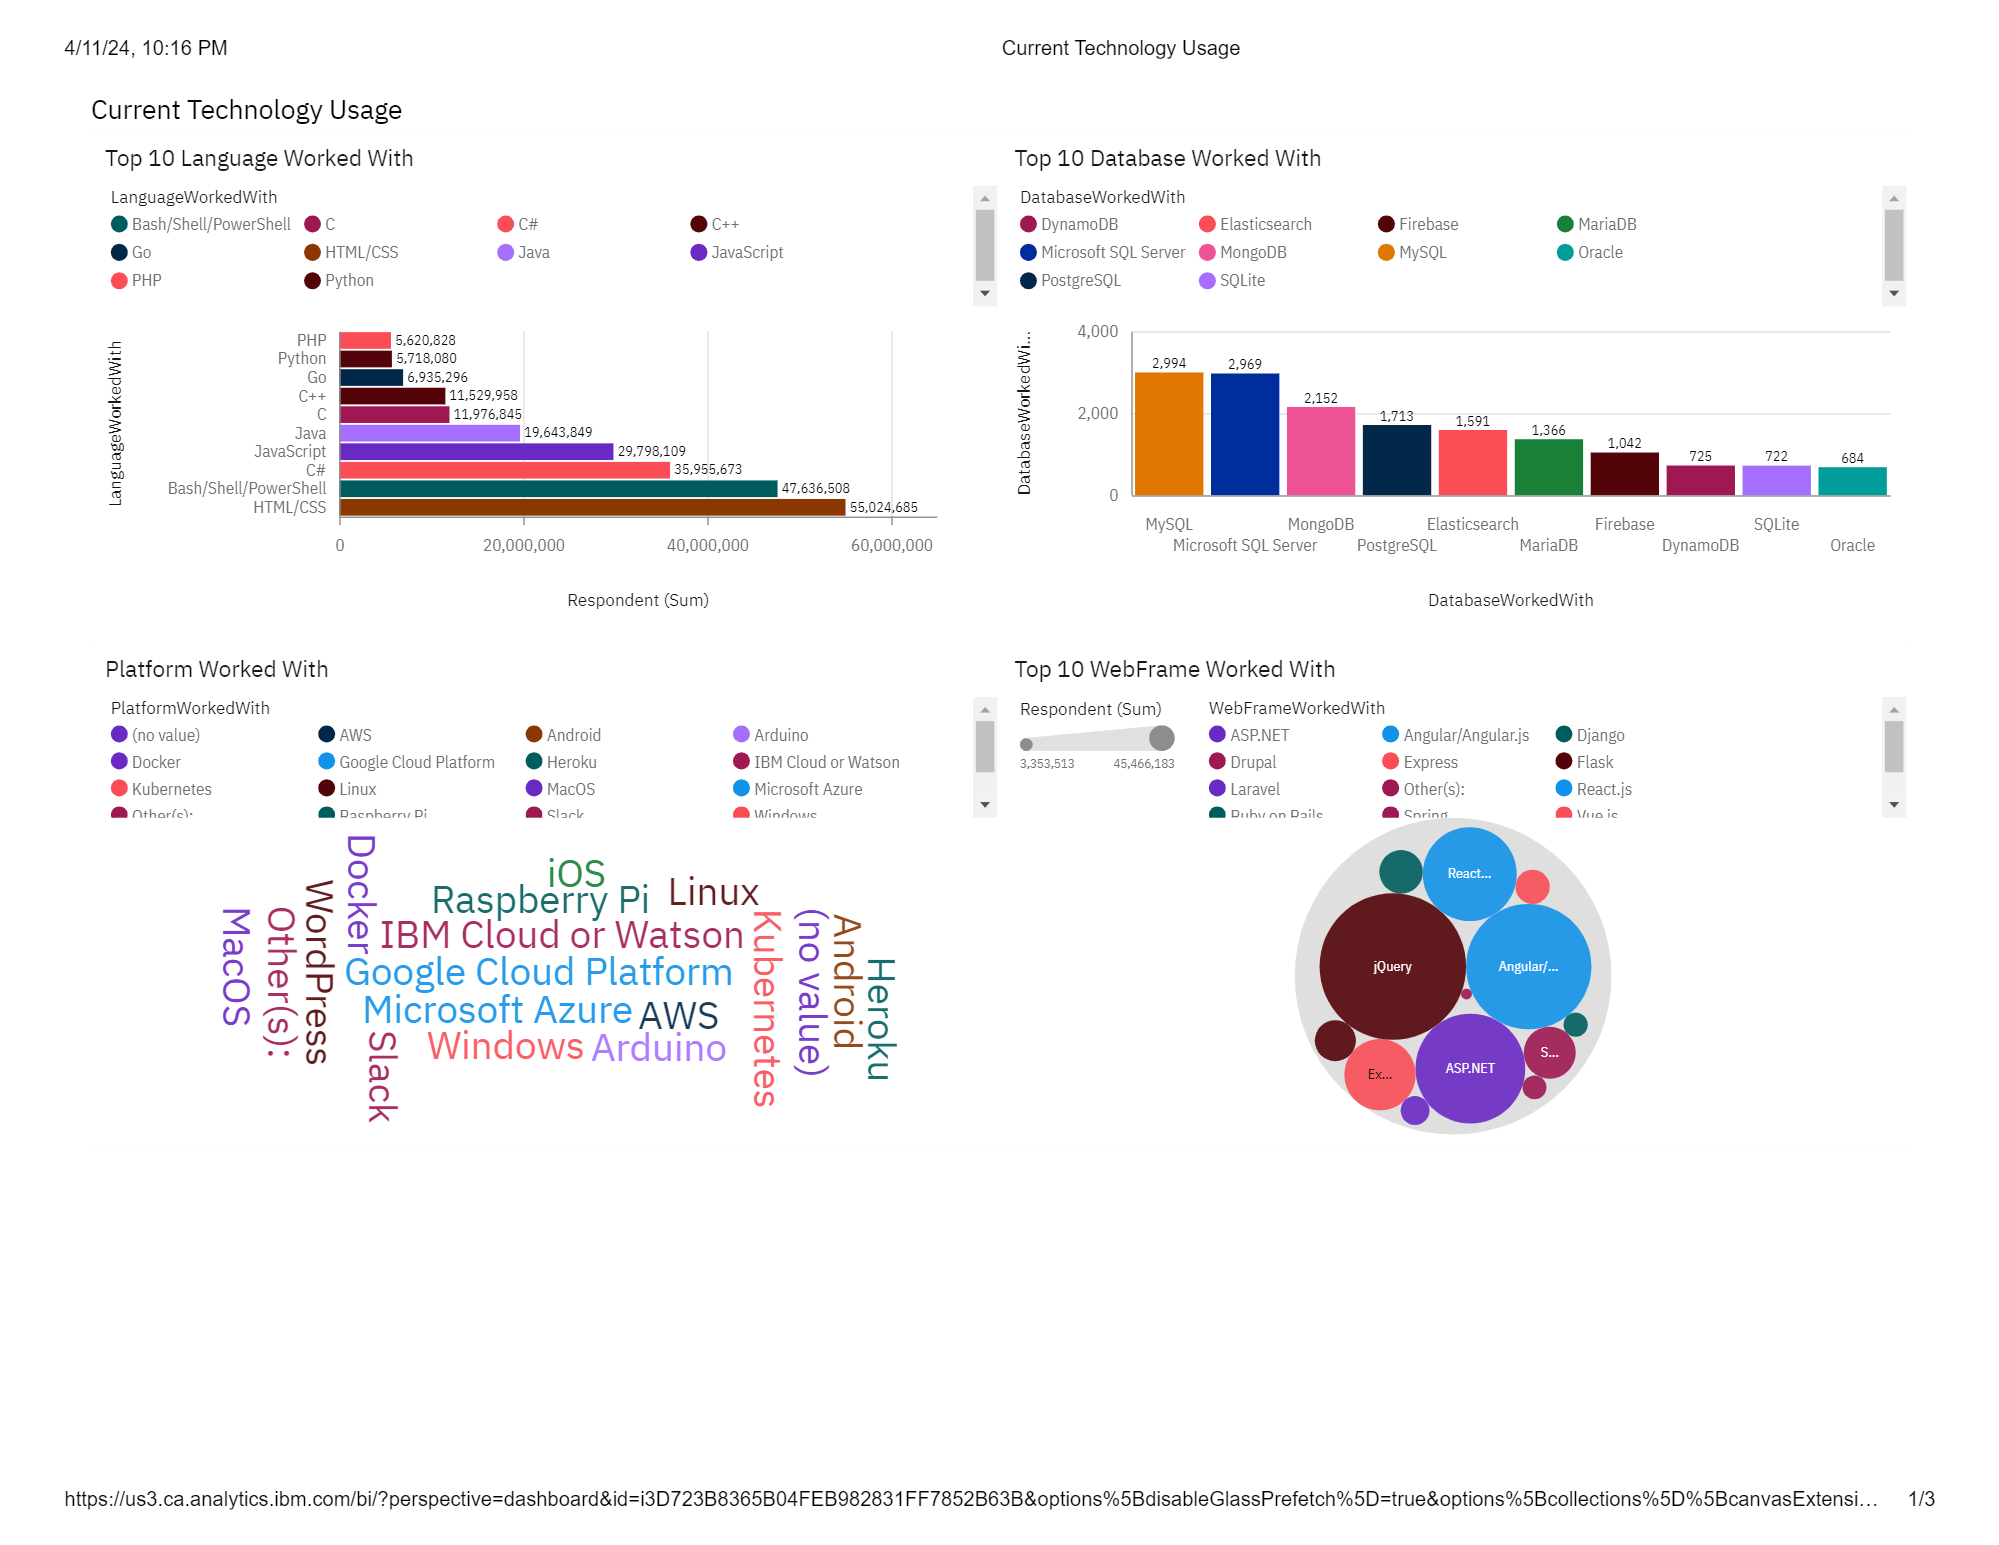 4/11/24, 10:16 PM
Current Technology Usage
Current Technology Usage
Top 10 Language Worked With
LanguageWorkedWith
Bash/Shell/PowerShell
C
C#
C++
Go
HTML/CSS
Java
JavaScript
PHP
Python
LanguageWorkedWith
PHP
5,620,828
Python
5,718,080
Go
6,935,296
C++
11,529,958
C
11,976,845
Java
19,643,849
JavaScript
29,798,109
C#
35,955,673
Bash/Shell/PowerShell
47,636,508
HTML/CSS
55,024,685
0
20,000,000
40,000,000
60,000,000
Respondent (Sum)
Top 10 Database Worked With
DatabaseWorkedWith
DynamoDB
Elasticsearch
Firebase
MariaDB
Microsoft SQL Server
MongoDB
MySQL
Oracle
PostgreSQL
SQLite
DatabaseWorkedWi...
4,000
2,000
0
2,994
2,969
2,152
1,713
1,591
1,366
1,042
725
722
684
MySQL
Microsoft SQL Server
MongoDB
PostgreSQL
Elasticsearch
MariaDB
Firebase
DynamoDB
SQLite
Oracle
DatabaseWorkedWith
Platform Worked With
PlatformWorkedWith
(no value)
AWS
Android
Arduino
Docker
Google Cloud Platform
Heroku
IBM Cloud or Watson
Kubernetes
Linux
MacOS
Microsoft Azure
Other(s):
Raspberry Pi
Slack
Windows
MacOS
Other(s):
WordPress
Docker
iOS
Raspberry Pi
Linux
IBM Cloud or Watson
Google Cloud Platform
Microsoft Azure
AWS
Windows
Arduino
Slack
Kubernetes
(no value)
Android
Heroku
Top 10 WebFrame Worked With
Respondent (Sum)
3,353,513
45,466,183
WebFrameWorkedWith
ASP.NET
Angular/Angular.js
Django
Drupal
Express
Flask
Laravel
Other(s):
React.js
Ruby on Rails
Spring
Vue.js
React...
jQuery
Angular/...
ASP.NET
S...
Ex...
https://us3.ca.analytics.ibm.com/bi/?perspective=dashboard&id=i3D723B8365B04FEB982831FF7852B63B&options%5BdisableGlassPrefetch%5D=true&options%5Bcollections%5D%5BcanvasExtensi…
1/3